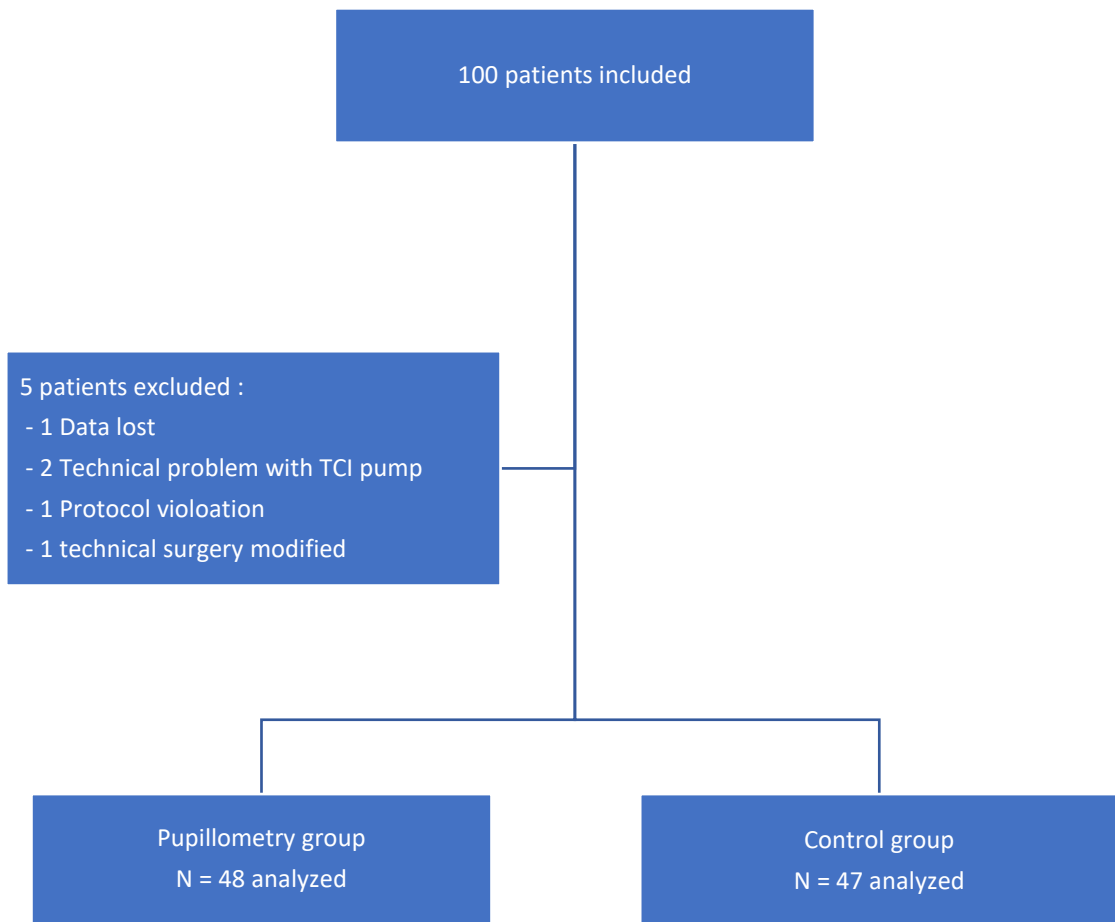 100 patients included
5 patients excluded :
- 1 Data lost
- 2 Technical problem with TCI pump
- 1 Protocol violoation
- 1 technical surgery modified
Pupillometry group
N = 48 analyzed
Control group
N = 47 analyzed